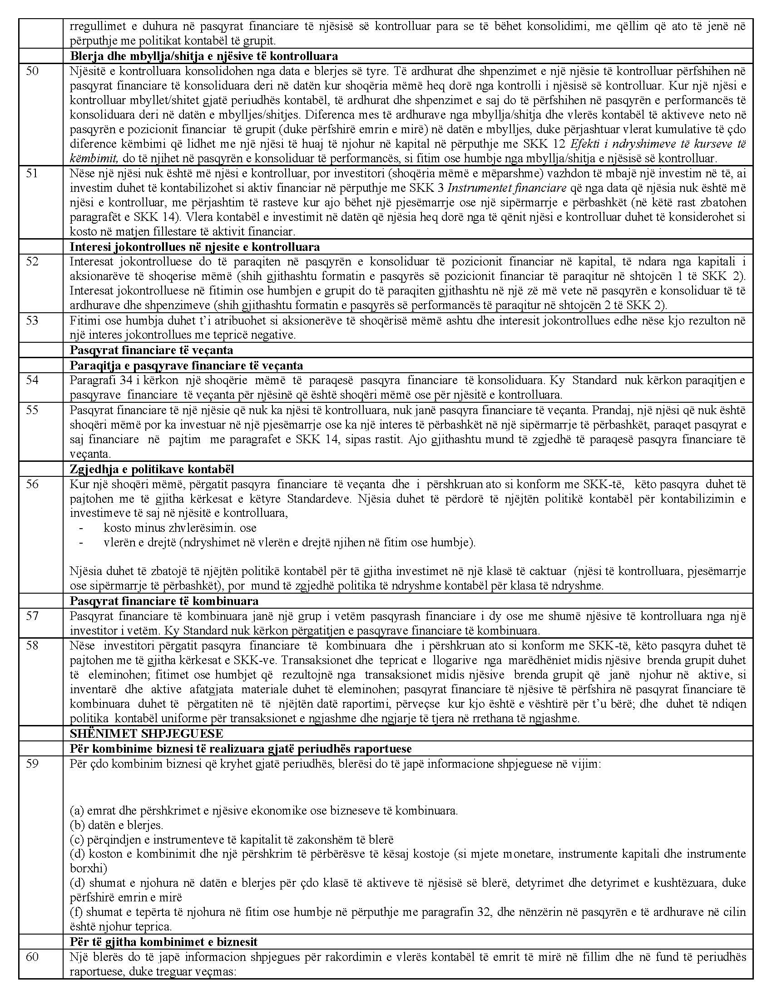 rregullimet e duhura në pasqyrat financiare të njësisë së kontrolluar para se të bëhet konsolidimi, me qëllim që ato të jenë në
përputhje me politikat kontabël të grupit.
Blerja dhe mbyllja/shitja e njësive të kontrolluara
50 Njësitë e kontrolluara konsolidohen nga data e blerjes së tyre. Të ardhurat dhe shpenzimet e një njësie të kontrolluar përfshihen në
pasqyrat financiare të konsoliduara deri në datën kur shoqëria mëmë heq dorë nga kontrolli i njësisë së kontrolluar. Kur një njësi e
kontrolluar mbyllet/shitet gjatë periudhës kontabël, të ardhurat dhe shpenzimet e saj do të përfshihen në pasqyrën e performancës të
konsoliduara deri në datën e mbylljes/shitjes. Diferenca mes të ardhurave nga mbyllja/shitja dhe vlerës kontabël të aktiveve neto në
pasqyrën e pozicionit financiar të grupit (duke përfshirë emrin e mirë) në datën e mbylljes, duke përjashtuar vlerat kumulative të çdo
diference këmbimi që lidhet me një njësi të huaj të njohur në kapital në përputhje me SKK 12 Efekti i ndryshimeve të kurseve të
këmbimit, do të njihet në pasqyrën e konsoliduar të performancës, si fitim ose humbje nga mbyllja/shitja e njësisë së kontrolluar.
51 Nëse një njësi nuk është më njësi e kontrolluar, por investitori (shoqëria mëmë e mëparshme) vazhdon të mbajë një investim në të, ai
investim duhet të kontabilizohet si aktiv financiar në përputhje me SKK 3 Instrumentet financiare që nga data që njësia nuk është më
njësi e kontrolluar, me përjashtim të rasteve kur ajo bëhet një pjesëmarrje ose një sipërmarrje e përbashkët (në këtë rast zbatohen
paragrafët e SKK 14). Vlera kontabël e investimit në datën që njësia heq dorë nga të qënit njësi e kontrolluar duhet të konsiderohet si
kosto në matjen fillestare të aktivit financiar.
Interesi jokontrollues në njesite e kontrolluara
52 Interesat jokontrolluese do të paraqiten në pasqyrën e konsoliduar të pozicionit financiar në kapital, të ndara nga kapitali i
aksionarëve të shoqerise mëmë (shih gjithashtu formatin e pasqyrës së pozicionit financiar të paraqitur në shtojcën 1 të SKK 2).
Interesat jokontrolluese në fitimin ose humbjen e grupit do të paraqiten gjithashtu në një zë më vete në pasqyrën e konsoliduar të të
ardhurave dhe shpenzimeve (shih gjithashtu formatin e pasqyrës së performancës të paraqitur në shtojcën 2 të SKK 2).
53 Fitimi ose humbja duhet t’i atribuohet si aksionerëve të shoqërisë mëmë ashtu dhe interesit jokontrollues edhe nëse kjo rezulton në
një interes jokontrollues me tepricë negative.
Pasqyrat financiare të veçanta
Paraqitja e pasqyrave financiare të veçanta
54 Paragrafi 34 i kërkon një shoqërie mëmë të paraqesë pasqyra financiare të konsoliduara. Ky Standard nuk kërkon paraqitjen e
pasqyrave financiare të veçanta për njësinë që është shoqëri mëmë ose për njësitë e kontrolluara.
55 Pasqyrat financiare të një njësie që nuk ka njësi të kontrolluara, nuk janë pasqyra financiare të veçanta. Prandaj, një njësi që nuk është
shoqëri mëmë por ka investuar në një pjesëmarrje ose ka një interes të përbashkët në një sipërmarrje të përbashkët, paraqet pasqyrat e
saj financiare në pajtim me paragrafet e SKK 14, sipas rastit. Ajo gjithashtu mund të zgjedhë të paraqesë pasqyra financiare të
veçanta.
Zgjedhja e politikave kontabël
56 Kur një shoqëri mëmë, përgatit pasqyra financiare të veçanta dhe i përshkruan ato si konform me SKK-të, këto pasqyra duhet të
pajtohen me të gjitha kërkesat e këtyre Standardeve. Njësia duhet të përdorë të njëjtën politikë kontabël për kontabilizimin e
investimeve të saj në njësitë e kontrolluara,
- kosto minus zhvlerësimin. ose
- vlerën e drejtë (ndryshimet në vlerën e drejtë njihen në fitim ose humbje).
Njësia duhet të zbatojë të njëjtën politikë kontabël për të gjitha investimet në një klasë të caktuar (njësi të kontrolluara, pjesëmarrje
ose sipërmarrje të përbashkët), por mund të zgjedhë politika të ndryshme kontabël për klasa të ndryshme.
Pasqyrat financiare të kombinuara
57 Pasqyrat financiare të kombinuara janë një grup i vetëm pasqyrash financiare i dy ose me shumë njësive të kontrolluara nga një
investitor i vetëm. Ky Standard nuk kërkon përgatitjen e pasqyrave financiare të kombinuara.
58 Nëse investitori përgatit pasqyra financiare të kombinuara dhe i përshkruan ato si konform me SKK-të, këto pasqyra duhet të
pajtohen me të gjitha kërkesat e SKK-ve. Transaksionet dhe tepricat e llogarive nga marëdhëniet midis njësive brenda grupit duhet
të eleminohen; fitimet ose humbjet që rezultojnë nga transaksionet midis njësive brenda grupit që janë njohur në aktive, si
inventarë dhe aktive afatgjata materiale duhet të eleminohen; pasqyrat financiare të njësive të përfshira në pasqyrat financiare të
kombinuara duhet të përgatiten në të njëjtën datë raportimi, përveçse kur kjo është e vështirë për t’u bërë; dhe duhet të ndiqen
politika kontabël uniforme për transaksionet e ngjashme dhe ngjarje të tjera në rrethana të ngjashme.
SHËNIMET SHPJEGUESE
Për kombinime biznesi të realizuara gjatë periudhës raportuese
59 Për çdo kombinim biznesi që kryhet gjatë periudhës, blerësi do të japë informacione shpjeguese në vijim:
(a) emrat dhe përshkrimet e njësive ekonomike ose bizneseve të kombinuara.
(b) datën e blerjes.
(c) përqindjen e instrumenteve të kapitalit të zakonshëm të blerë
(d) koston e kombinimit dhe një përshkrim të përbërësve të kësaj kostoje (si mjete monetare, instrumente kapitali dhe instrumente
borxhi)
(d) shumat e njohura në datën e blerjes për çdo klasë të aktiveve të njësisë së blerë, detyrimet dhe detyrimet e kushtëzuara, duke
përfshirë emrin e mirë
(f) shumat e tepërta të njohura në fitim ose humbje në përputhje me paragrafin 32, dhe nënzërin në pasqyrën e të ardhurave në cilin
është njohur teprica.
Për të gjitha kombinimet e biznesit
60 Një blerës do të japë informacion shpjegues për rakordimin e vlerës kontabël të emrit të mirë në fillim dhe në fund të periudhës
raportuese, duke treguar veçmas: